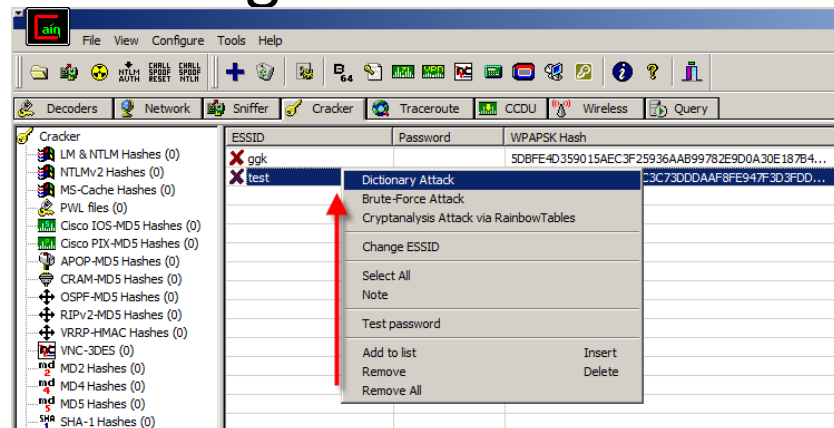 Cain
File View Configure Tools Help
NTLM AUTH CHALL SPOOF RESET CHALL SPOOF NTLM B64
Decoders Network Sniffer Cracker Traceroute CCDU Wireless Query
Cracker
LM & NTLM Hashes (0)
NTLMv2 Hashes (0)
MS-Cache Hashes (0)
PWL files (0)
Cisco IOS-MD5 Hashes (0)
Cisco PIX-MD5 Hashes (0)
APOP-MD5 Hashes (0)
CRAM-MD5 Hashes (0)
OSPF-MD5 Hashes (0)
RIPv2-MD5 Hashes (0)
VRRP-HMAC Hashes (0)
VNC-3DES (0)
MD2 Hashes (0)
MD4 Hashes (0)
MD5 Hashes (0)
SHA-1 Hashes (0)
ESSID Password WPAPSK Hash
ggk 5DBFE4D359015AEC3F25936AAB99782E9D0A30E187B4...
test C3C73DDDAAF8FE947F3D3FDD...
Dictionary Attack
Brute-Force Attack
Cryptanalysis Attack via RainbowTables
Change ESSID
Select All
Note
Test password
Add to list Insert
Remove Delete
Remove All